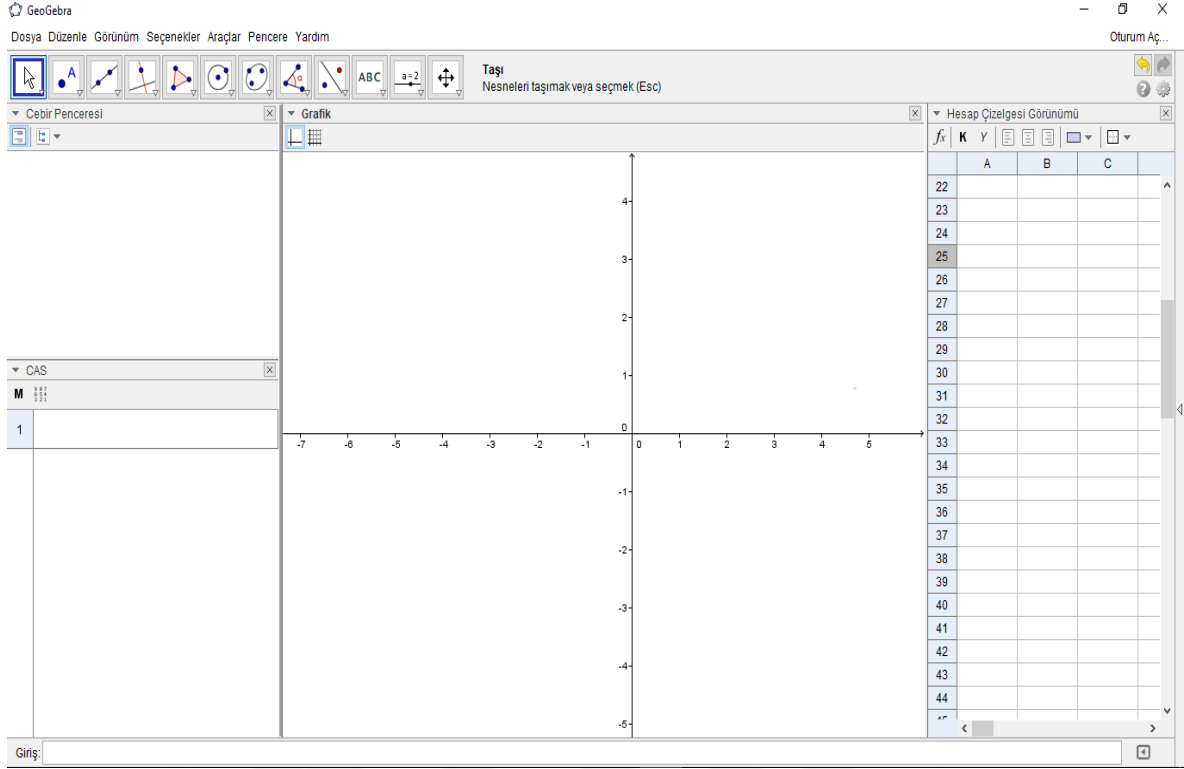 GeoGebra
Dosya Düzenle Görünüm Seçenekler Araçlar Pencere Yardım
Oturum Aç...
A
α
ABC
a=2
Taşı
Nesneleri taşımak veya seçmek (Esc)
Cebir Penceresi
Grafik
Hesap Çizelgesi Görünümü
fx K Y
A B C
22
23
24
25
26
27
28
29
30
31
32
33
34
35
36
37
38
39
40
41
42
43
44
45
CAS
M
1
4
3
2
1
0
-7 -6 -5 -4 -3 -2 -1 0 1 2 3 4 5
-1
-2
-3
-4
-5
Giriş: